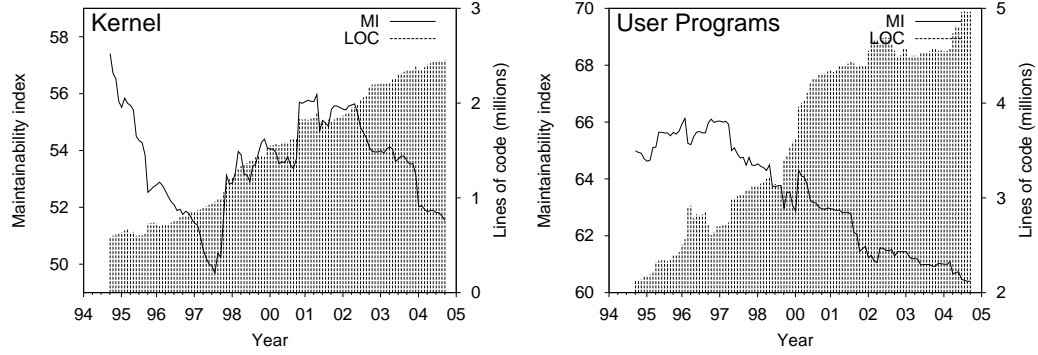 Kernel
MI
LOC
Maintainability index
58
56
54
52
50
3
2
1
0
Lines of code (millions)
94 95 96 97 98 99 00 01 02 03 04 05
Year
User Programs
MI
LOC
Maintainability index
70
68
66
64
62
60
5
4
3
2
Lines of code (millions)
94 95 96 97 98 99 00 01 02 03 04 05
Year